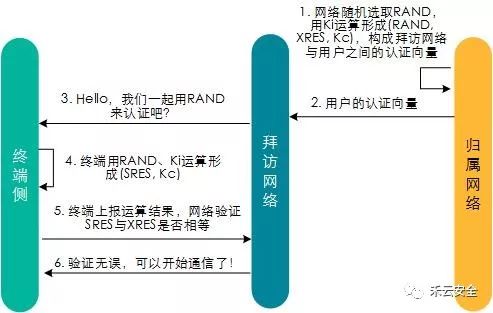 1. 网络随机选取RAND,
用Ki运算形成(RAND,
XRES, Kc)，构成拜访网络
与用户之间的认证向量
2. 用户的认证向量
3. Hello，我们一起用RAND
来认证吧?
4. 终端用RAND、Ki运算形
成(SRES, Kc)
5. 终端上报运算结果，网络验证
SRES与XRES是否相等
6. 验证无误，可以开始通信了!
终端侧
拜访网络
归属网络
禾云安全